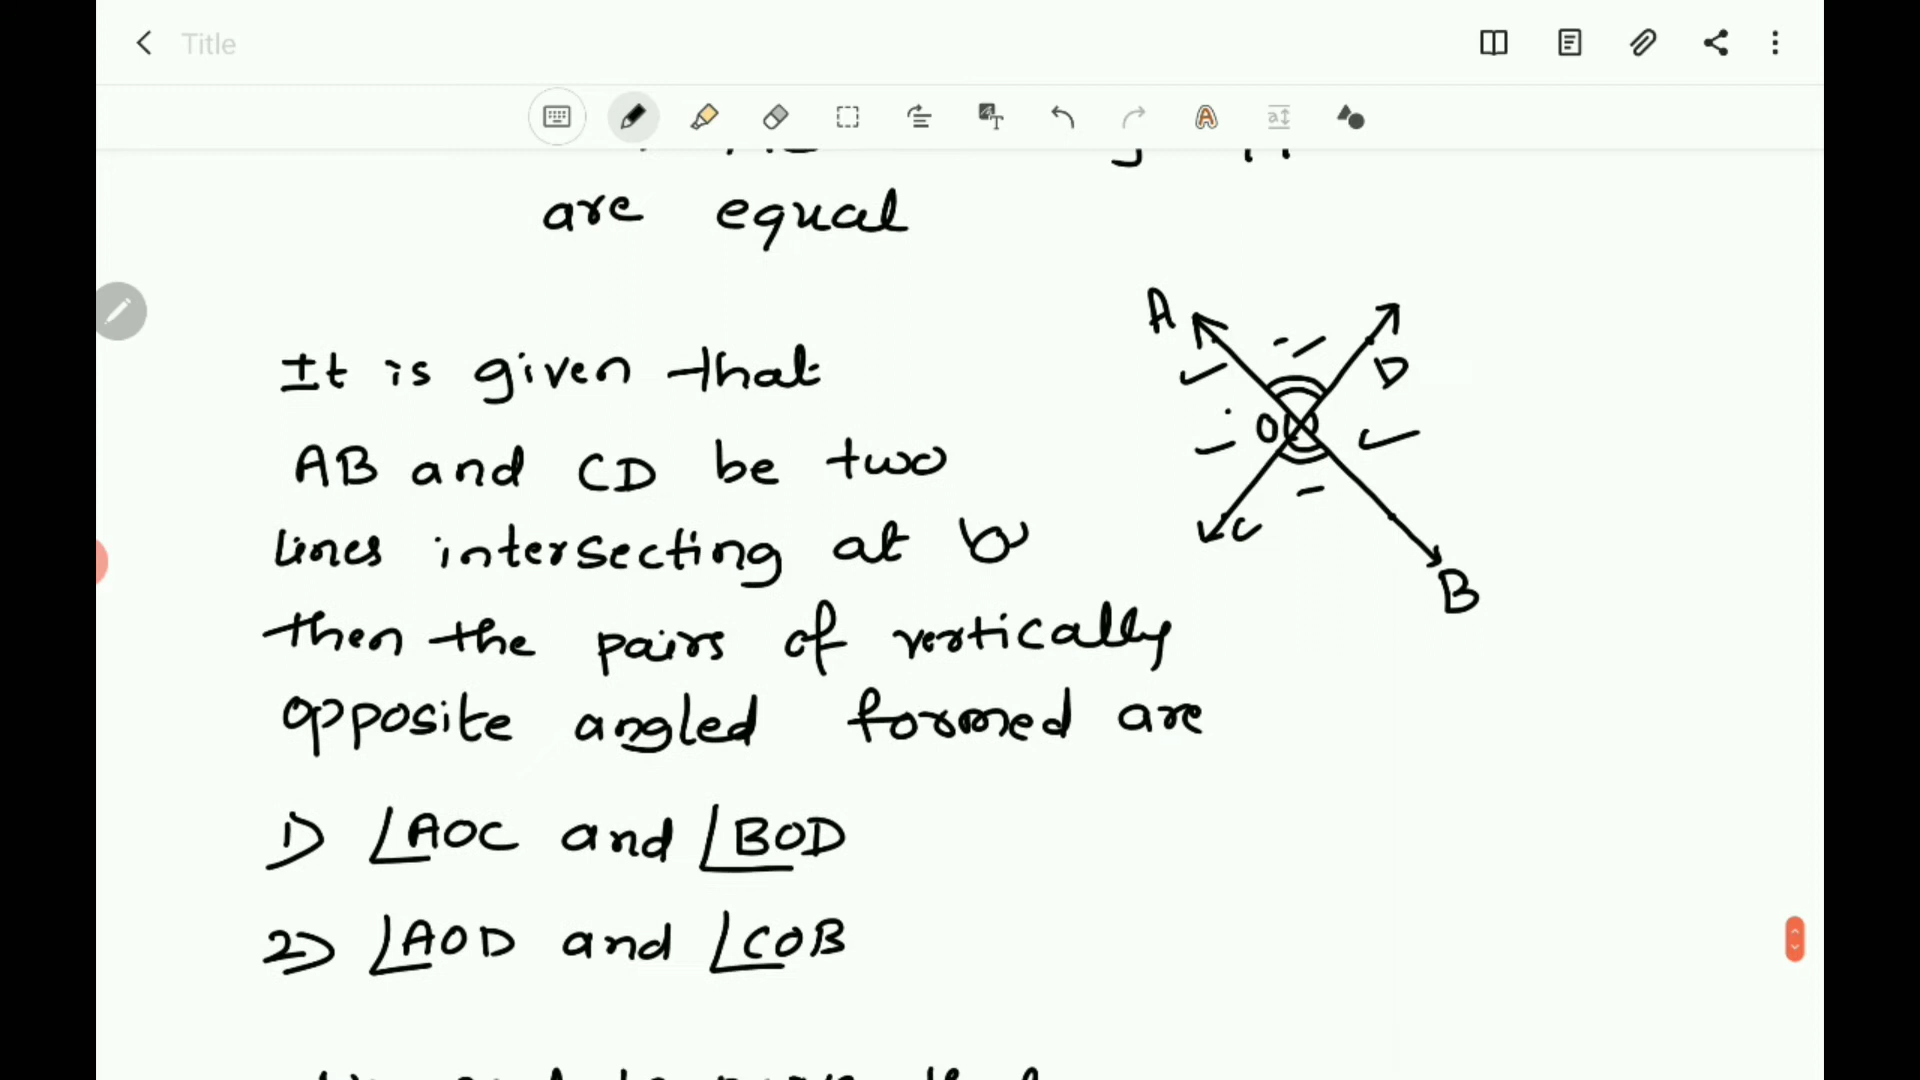 Title
are equal
It is given that
AB and CD be two
lines intersecting at O
then the pairs of vertically
opposite angled formed are
1) ∠AOC and ∠BOD
2) ∠AOD and ∠COB
A
D
O
C
B